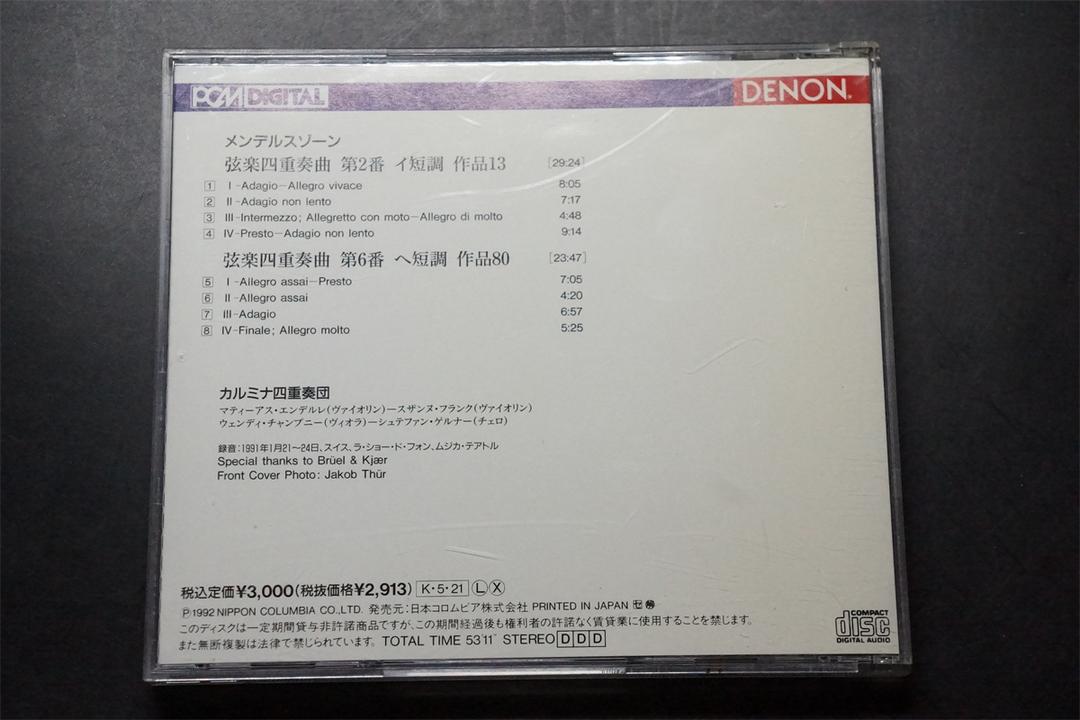 PCM DIGITAL
DENON
メンデルスゾーン
弦楽四重奏曲 第2番 イ短調 作品13 [29:24]
1 I-Adagio—Allegro vivace 8:05
2 II-Adagio non lento 7:17
3 III-Intermezzo; Allegretto con moto—Allegro di molto 4:48
4 IV-Presto—Adagio non lento 9:14
弦楽四重奏曲 第6番 ヘ短調 作品80 [23:47]
5 I-Allegro assai—Presto 7:05
6 II-Allegro assai 4:20
7 III-Adagio 6:57
8 IV-Finale; Allegro molto 5:25
カルミナ四重奏団
マティーアス・エンデルレ(ヴァイオリン)—スザンヌ・フランク(ヴァイオリン)
ウェンディ・チャンプニー(ヴィオラ)—シュテファン・ゲルナー(チェロ)
録音:1991年1月21〜24日、スイス、ラ・ショー・ド・フォン、ムジカ・テアトル
Special thanks to Brüel & Kjær
Front Cover Photo: Jakob Thür
税込定価¥3,000(税抜価格¥2,913) K・5・21 Ⓛ Ⓧ
Ⓟ1992 NIPPON COLUMBIA CO.,LTD. 発売元:日本コロムビア株式会社 PRINTED IN JAPAN
このディスクは一定期間貸与非許諾商品ですが、この期間経過後も権利者の許諾なく賃貸業に使用することを禁じます。
また無断複製は法律で禁じられています。 TOTAL TIME 53'11" STEREO DDD
COMPACT
disc
DIGITAL AUDIO